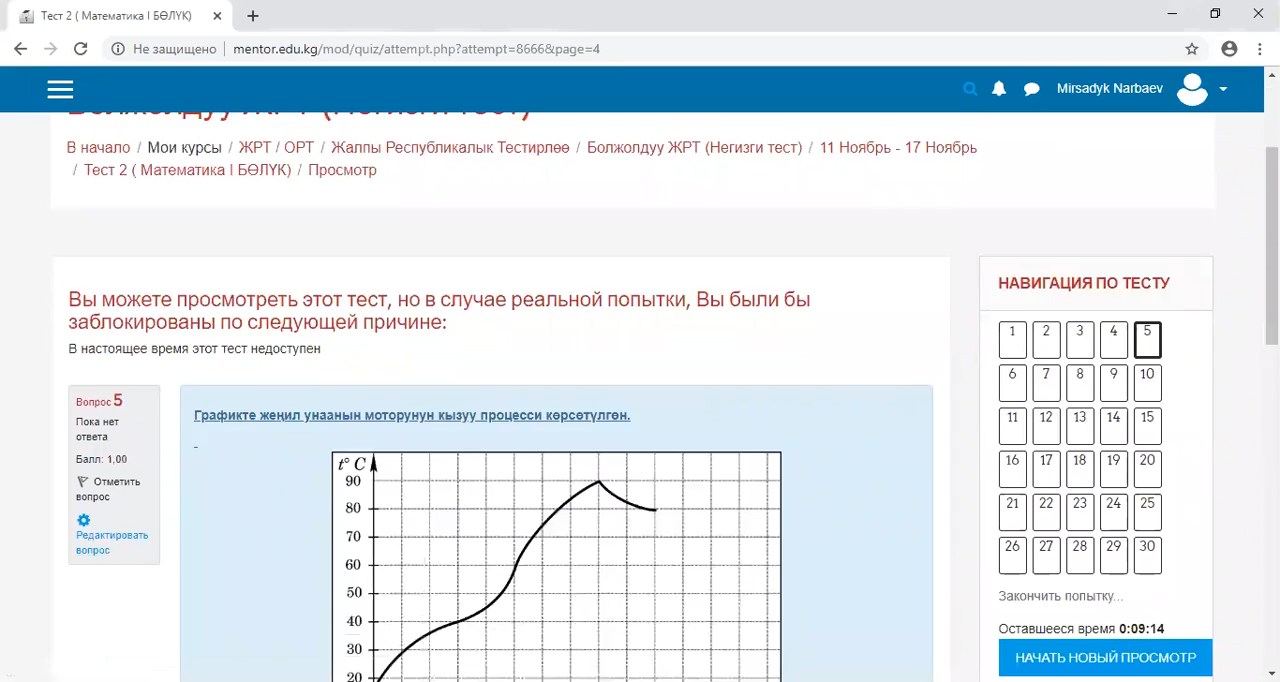 Тест 2 ( Математика I БӨЛҮК)
Не защищено
mentor.edu.kg/mod/quiz/attempt.php?attempt=8666&page=4
Mirsadyk Narbaev
Болжолдуу ЖРТ (Негизги тест)
В начало / Мои курсы / ЖРТ / ОРТ / Жалпы Республикалык Тестирлөө / Болжолдуу ЖРТ (Негизги тест) / 11 Ноябрь - 17 Ноябрь
/ Тест 2 ( Математика I БӨЛҮК) / Просмотр
Вы можете просмотреть этот тест, но в случае реальной попытки, Вы были бы
заблокированы по следующей причине:
В настоящее время этот тест недоступен
Вопрос 5
Пока нет
ответа
Балл: 1,00
Отметить
вопрос
Редактировать
вопрос
Графикте жеңил унаанын моторунун кызуу процесси көрсөтүлгөн.
t° C
90
80
70
60
50
40
30
20
НАВИГАЦИЯ ПО ТЕСТУ
1 2 3 4 5
6 7 8 9 10
11 12 13 14 15
16 17 18 19 20
21 22 23 24 25
26 27 28 29 30
Закончить попытку...
Оставшееся время 0:09:14
НАЧАТЬ НОВЫЙ ПРОСМОТР